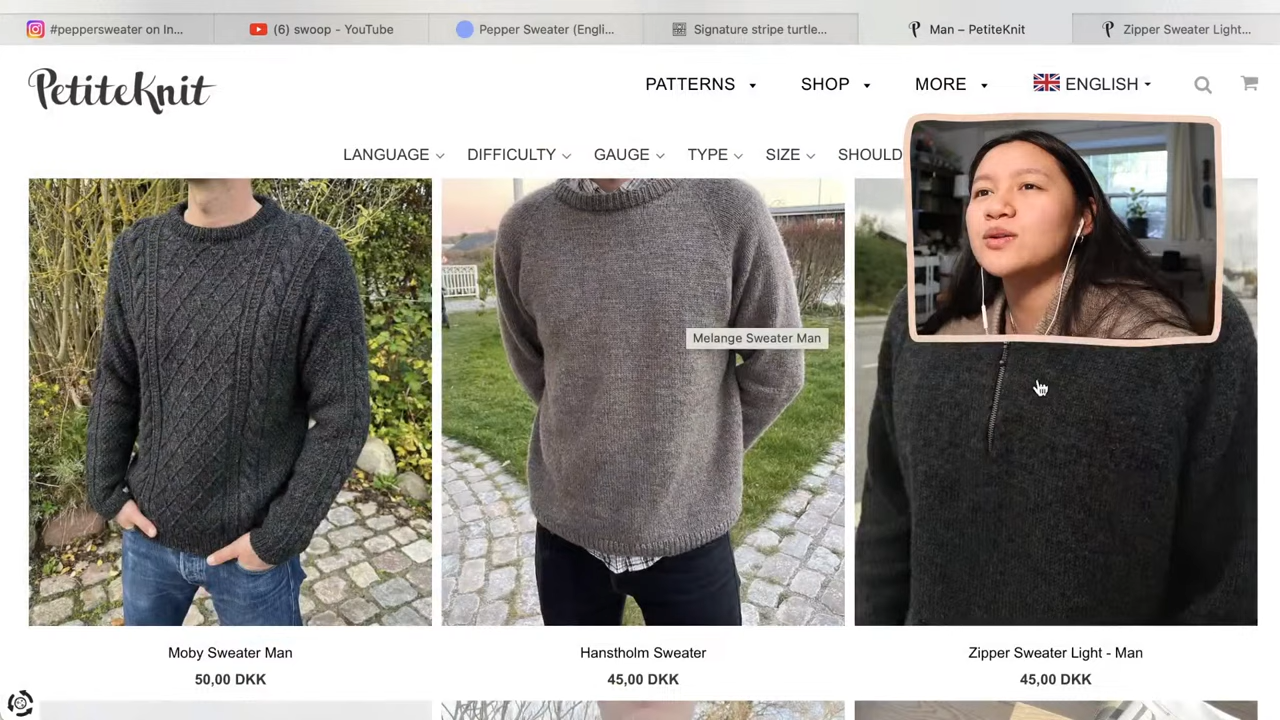 #peppersweater on In...
(6) swoop - YouTube
Pepper Sweater (Engli...
Signature stripe turtle...
Man – PetiteKnit
Zipper Sweater Light...
PetiteKnit
PATTERNS
SHOP
MORE
ENGLISH
LANGUAGE
DIFFICULTY
GAUGE
TYPE
SIZE
SHOULD
Melange Sweater Man
Moby Sweater Man
Hanstholm Sweater
Zipper Sweater Light - Man
50,00 DKK
45,00 DKK
45,00 DKK